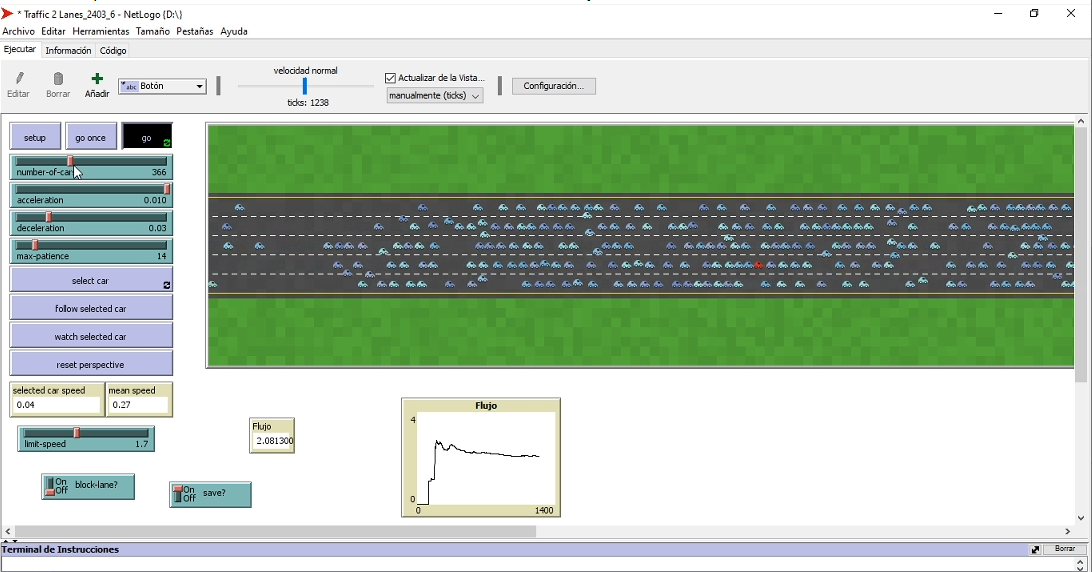 * Traffic 2 Lanes_2403_6 - NetLogo {D:\}
Archivo Editar Herramientas Tamaño Pestañas Ayuda
Ejecutar Información Código
Editar Borrar Añadir abc Botón
velocidad normal
ticks: 1238
Actualizar de la Vista...
manualmente (ticks)
Configuración...
setup go once go
number-of-cars 366
acceleration 0.010
deceleration 0.03
max-patience 14
select car
follow selected car
watch selected car
reset perspective
selected car speed
0.04
mean speed
0.27
limit-speed 1.7
Flujo
2.081300
On
Off
block-lane?
On
Off
save?
Flujo
4
0
0 1400
Terminal de Instrucciones Borrar